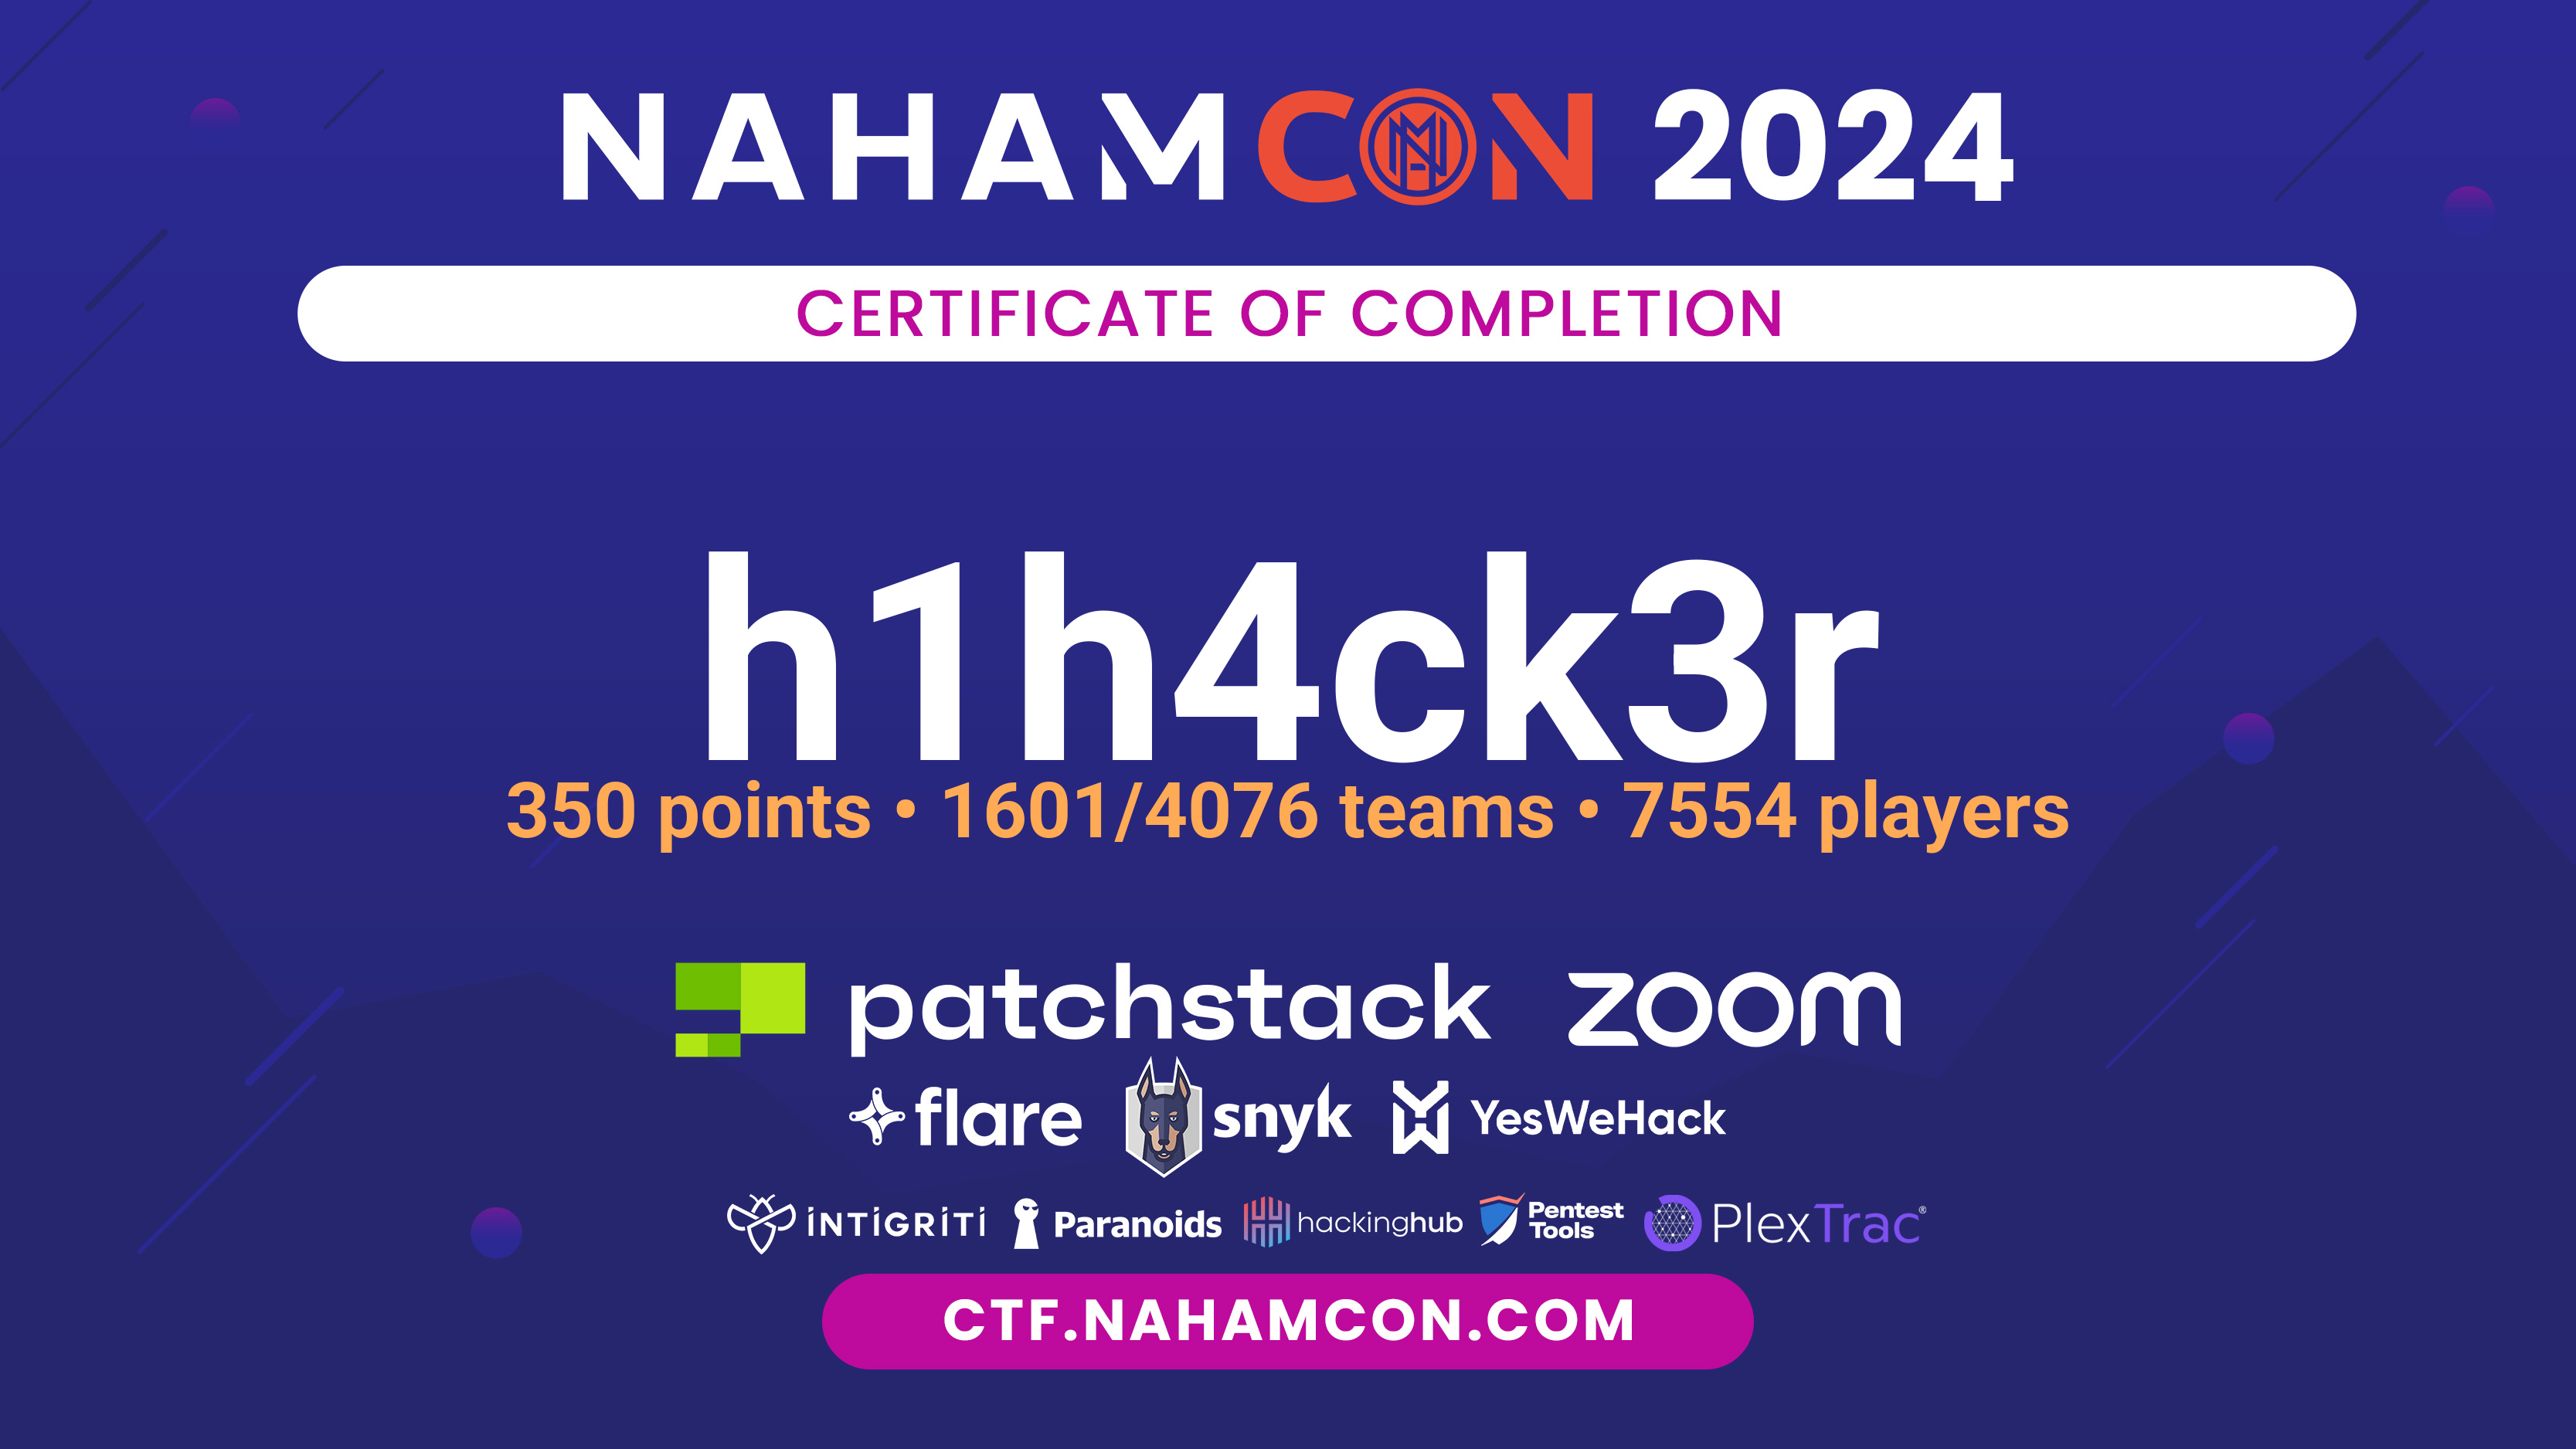 NAHAMCON 2024
CERTIFICATE OF COMPLETION
h1h4ck3r
350 points • 1601/4076 teams • 7554 players
patchstack zoom
flare snyk YesWeHack
INTIGRITI Paranoids hackinghub Pentest Tools PlexTrac®
CTF.NAHAMCON.COM